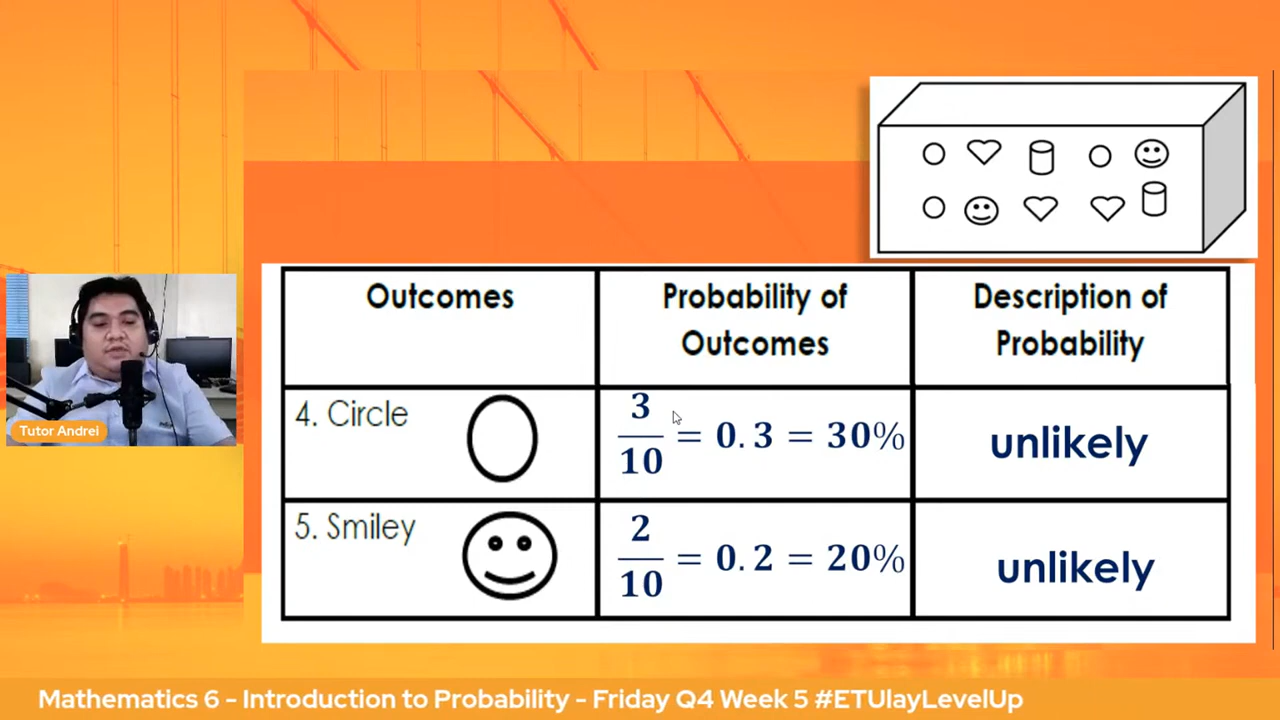 Outcomes
Probability of
Outcomes
Description of
Probability
4. Circle
3
10
= 0.3 = 30%
unlikely
5. Smiley
2
10
= 0.2 = 20%
unlikely
Tutor Andrei
Mathematics 6 - Introduction to Probability - Friday Q4 Week 5 #ETUlayLevelUp